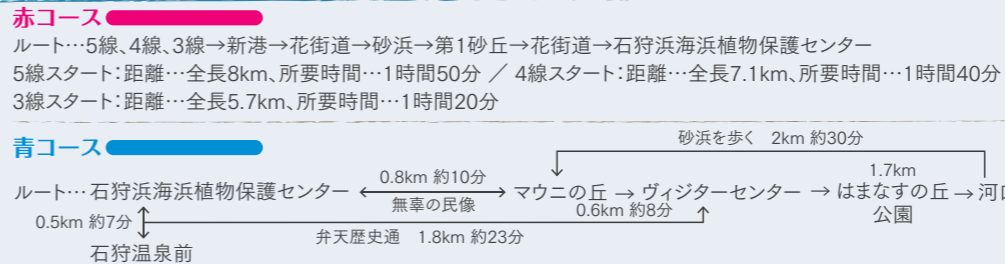 赤コース
ルート…5線、4線、3線→新港→花街道→砂浜→第1砂丘→花街道→石狩浜海浜植物保護センター
5線スタート：距離…全長8km、所要時間…1時間50分 ／ 4線スタート：距離…全長7.1km、所要時間…1時間40分
3線スタート：距離…全長5.7km、所要時間…1時間20分
青コース
砂浜を歩く 2km 約30分
0.8km 約10分
1.7km
ルート… 石狩浜海浜植物保護センター マウニの丘 → ヴィジターセンター → はまなすの丘 → 河口
無辜の民像
0.6km 約8分
公園
0.5km 約7分
弁天歴史通 1.8km 約23分
石狩温泉前